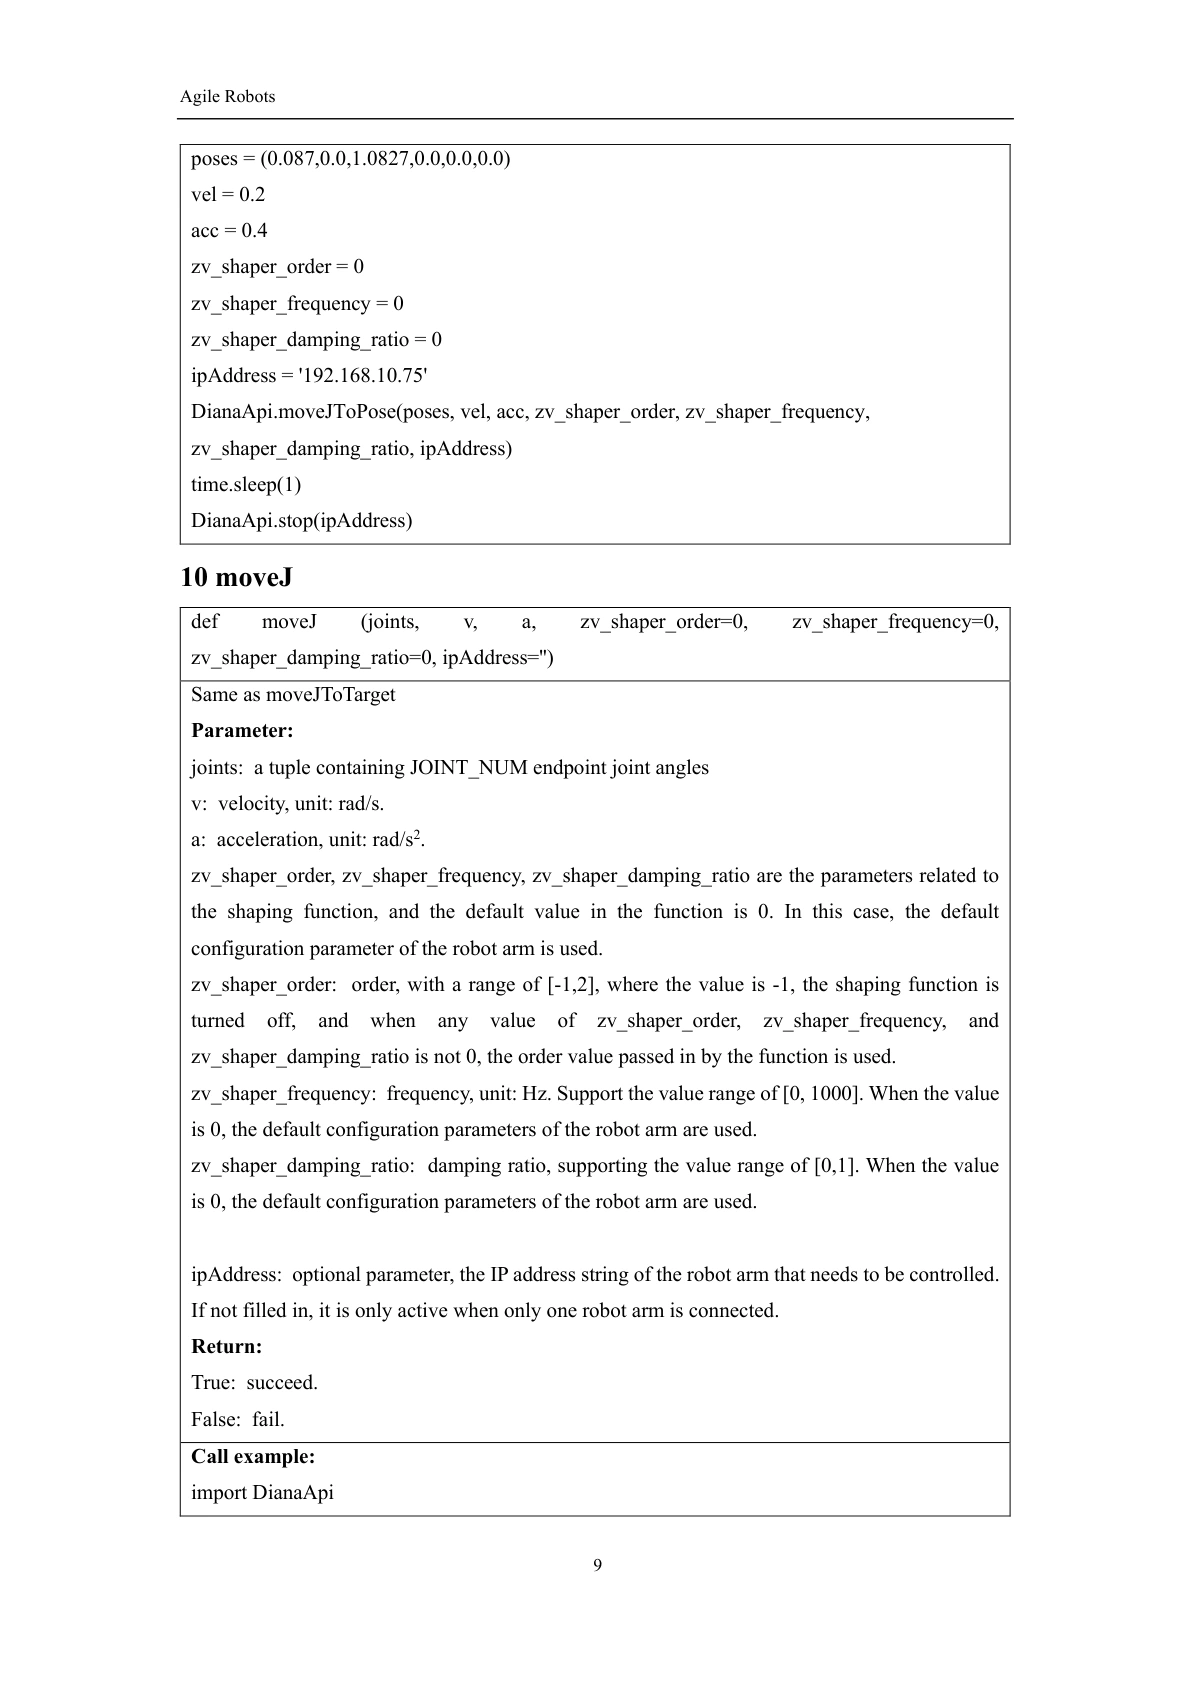 Agile Robots
poses = (0.087,0.0,1.0827,0.0,0.0,0.0)
vel = 0.2
acc = 0.4
zv_shaper_order = 0
zv_shaper_frequency = 0
zv_shaper_damping_ratio = 0
ipAddress = '192.168.10.75'
DianaApi.moveJToPose(poses, vel, acc, zv_shaper_order, zv_shaper_frequency,
zv_shaper_damping_ratio, ipAddress)
time.sleep(1)
DianaApi.stop(ipAddress)
10 moveJ
def moveJ (joints, v, a, zv_shaper_order=0, zv_shaper_frequency=0,
zv_shaper_damping_ratio=0, ipAddress='')
Same as moveJToTarget
Parameter:
joints: a tuple containing JOINT_NUM endpoint joint angles
v: velocity, unit: rad/s.
a: acceleration, unit: rad/s².
zv_shaper_order, zv_shaper_frequency, zv_shaper_damping_ratio are the parameters related to
the shaping function, and the default value in the function is 0. In this case, the default
configuration parameter of the robot arm is used.
zv_shaper_order: order, with a range of [-1,2], where the value is -1, the shaping function is
turned off, and when any value of zv_shaper_order, zv_shaper_frequency, and
zv_shaper_damping_ratio is not 0, the order value passed in by the function is used.
zv_shaper_frequency: frequency, unit: Hz. Support the value range of [0, 1000]. When the value
is 0, the default configuration parameters of the robot arm are used.
zv_shaper_damping_ratio: damping ratio, supporting the value range of [0,1]. When the value
is 0, the default configuration parameters of the robot arm are used.
ipAddress: optional parameter, the IP address string of the robot arm that needs to be controlled.
If not filled in, it is only active when only one robot arm is connected.
Return:
True: succeed.
False: fail.
Call example:
import DianaApi
9